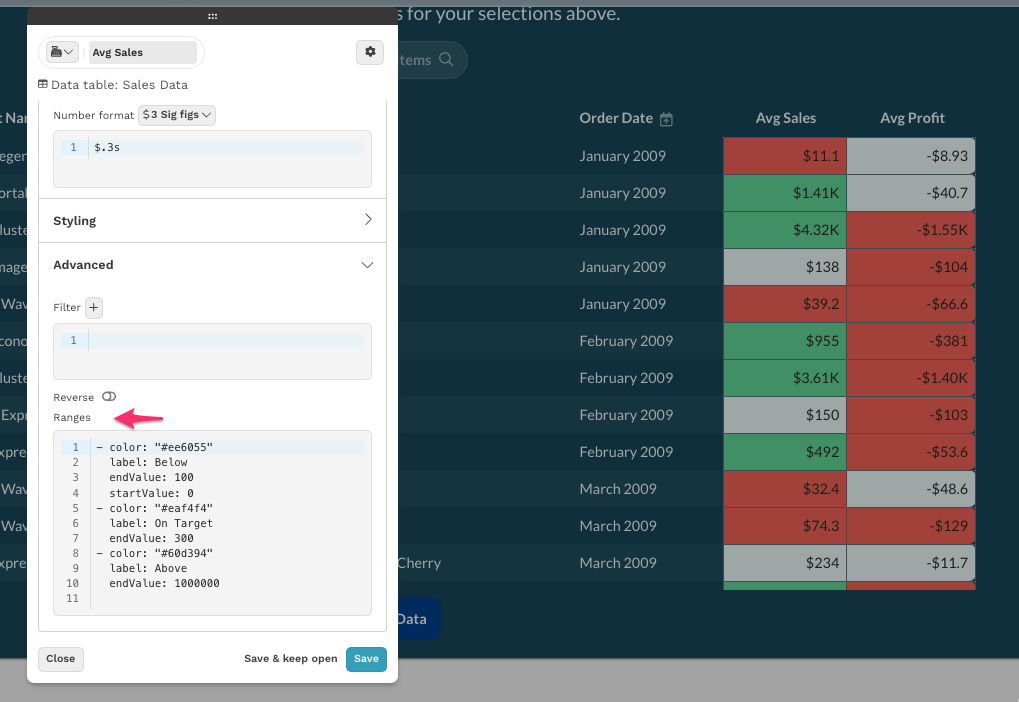 s for your selections above.
Avg Sales
tems
Data table: Sales Data
Number format $3 Sig figs
1 $.3s
Styling
Advanced
Filter +
1
Reverse
Ranges
1 - color: "#ee6055"
2 label: Below
3 endValue: 100
4 startValue: 0
5 - color: "#eaf4f4"
6 label: On Target
7 endValue: 300
8 - color: "#60d394"
9 label: Above
10 endValue: 1000000
11
Close Save & keep open Save
t Nar Order Date Avg Sales Avg Profit
egen January 2009 $11.1 -$8.93
ortal January 2009 $1.41K -$40.7
luste January 2009 $4.32K -$1.55K
mage January 2009 $138 -$104
Wav January 2009 $39.2 -$66.6
cono February 2009 $955 -$381
luste February 2009 $3.61K -$1.40K
Expr February 2009 $150 -$103
xpre February 2009 $492 -$53.6
Wav March 2009 $32.4 -$48.6
Wav March 2009 $74.3 -$129
xpre Cherry March 2009 $234 -$11.7
Data